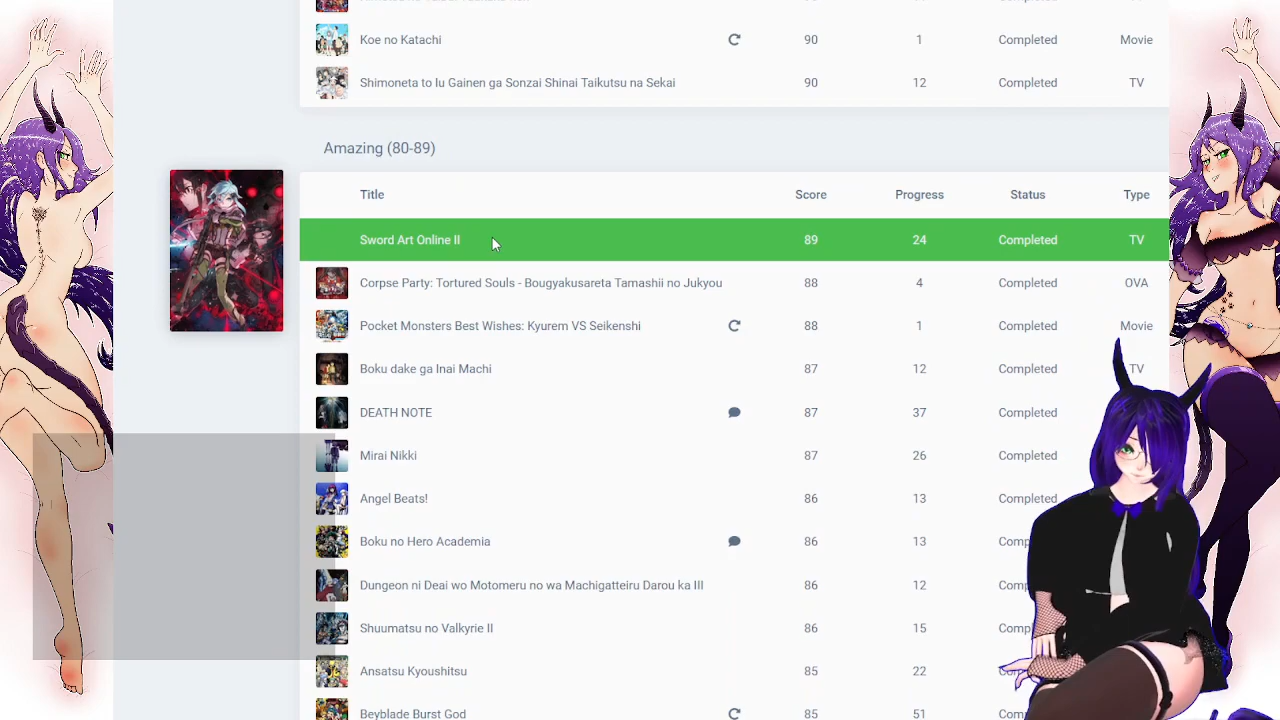 Koe no Katachi 90 1 Completed Movie
Shimoneta to Iu Gainen ga Sonzai Shinai Taikutsu na Sekai 90 12 Completed TV
Amazing (80-89)
Title Score Progress Status Type
Sword Art Online II 89 24 Completed TV
Corpse Party: Tortured Souls - Bougyakusareta Tamashii no Jukyou 88 4 Completed OVA
Pocket Monsters Best Wishes: Kyurem VS Seikenshi 88 1 Completed Movie
Boku dake ga Inai Machi 87 12 Completed TV
DEATH NOTE 87 37 Completed
Mirai Nikki 87 26 Completed
Angel Beats! 86 13 Completed
Boku no Hero Academia 86 13
Dungeon ni Deai wo Motomeru no wa Machigatteiru Darou ka III 86 12
Shuumatsu no Valkyrie II 86 15
Ansatsu Kyoushitsu 85 22
Beyblade Burst God 85 51